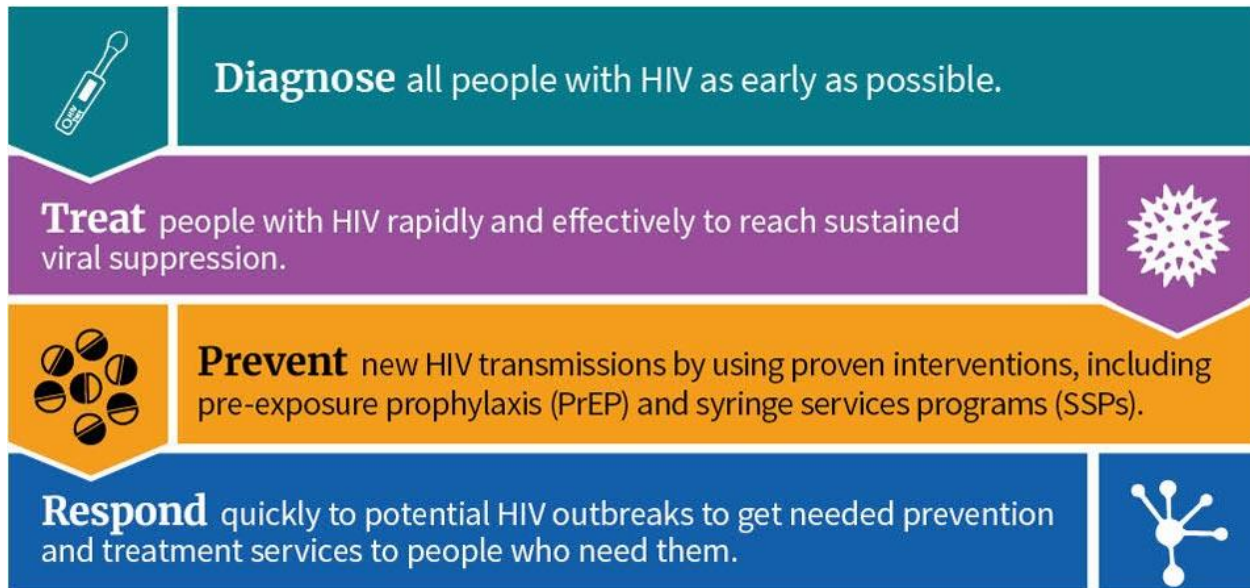 Diagnose all people with HIV as early as possible.
Treat people with HIV rapidly and effectively to reach sustained
viral suppression.
Prevent new HIV transmissions by using proven interventions, including
pre-exposure prophylaxis (PrEP) and syringe services programs (SSPs).
Respond quickly to potential HIV outbreaks to get needed prevention
and treatment services to people who need them.